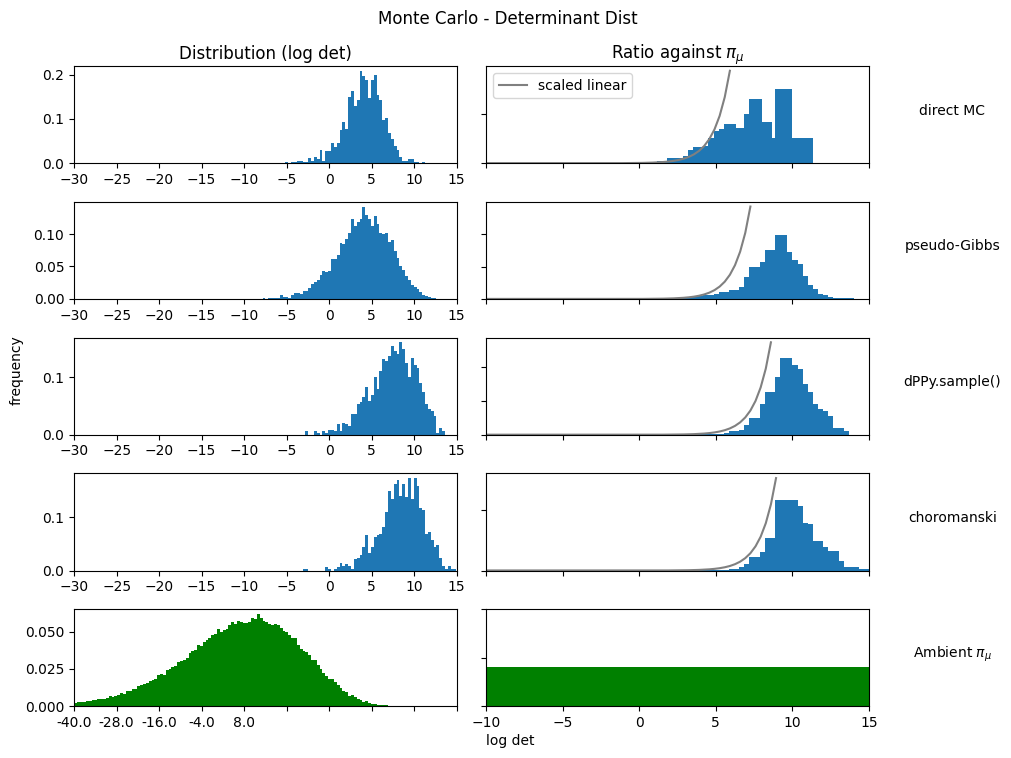 Monte Carlo - Determinant Dist
Distribution (log det)
Ratio against π_μ
0.2
0.1
0.0
−30 −25 −20 −15 −10 −5 0 5 10 15
scaled linear
direct MC
0.10
0.05
0.00
−30 −25 −20 −15 −10 −5 0 5 10 15
pseudo-Gibbs
frequency
0.1
0.0
−30 −25 −20 −15 −10 −5 0 5 10 15
dPPy.sample()
0.1
0.0
−30 −25 −20 −15 −10 −5 0 5 10 15
choromanski
0.050
0.025
0.000
-40.0 -28.0 -16.0 -4.0 8.0
−10 −5 0 5 10 15
log det
Ambient π_μ